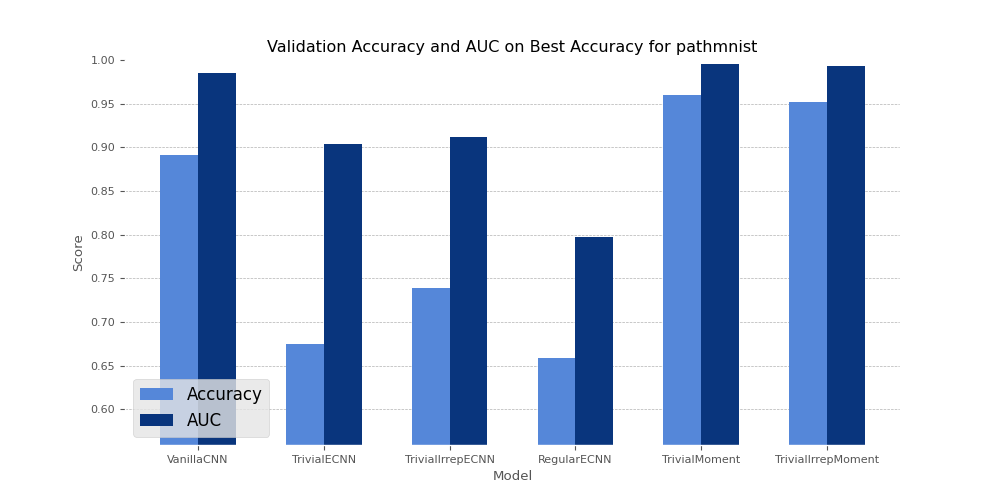 Validation Accuracy and AUC on Best Accuracy for pathmnist
1.00
0.95
0.90
0.85
0.80
0.75
0.70
0.65
0.60
Score
Accuracy
AUC
VanillaCNN
TrivialECNN
TrivialIrrepECNN
RegularECNN
TrivialMoment
TrivialIrrepMoment
Model